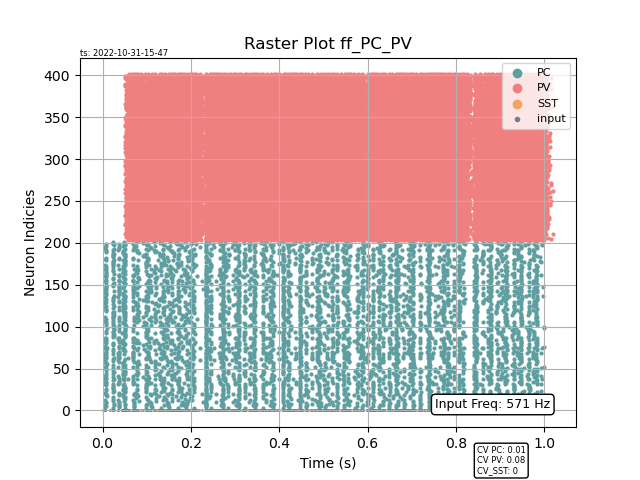 Raster Plot ff_PC_PV
ts: 2022-10-31-15-47
PC
PV
SST
input
Neuron Indicies
400
350
300
250
200
150
100
50
0
Input Freq: 571 Hz
0.0 0.2 0.4 0.6 0.8 1.0
Time (s)
CV PC: 0.01
CV PV: 0.08
CV_SST: 0